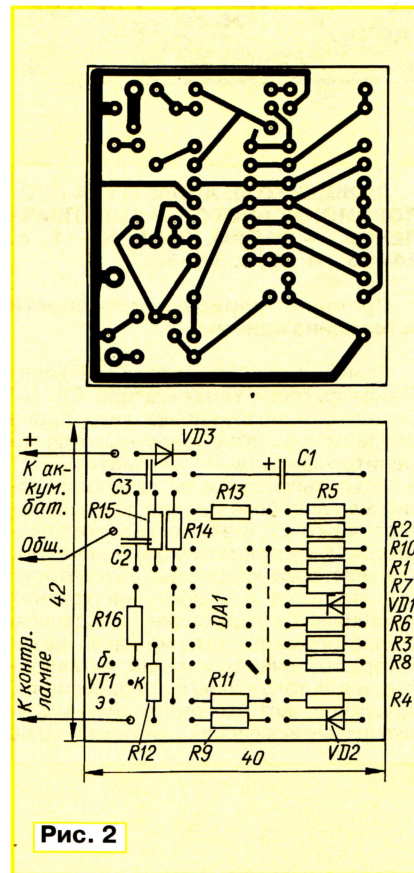 VD3
+
К ак-
кум.
бат.
C3
+
C1
R15
R13
R5
R14
R2
Общ.
C2
R10
R1
R7
42
DA1
VD1
R16
R6
R3
б
R8
VT1
к
R11
К контр.
лампе
э
R4
R12
R9
40
VD2
Рис. 2